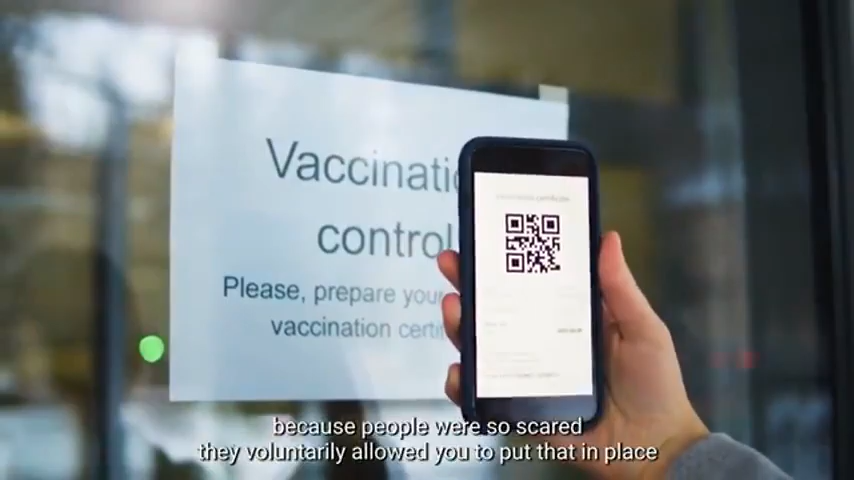 Vaccinati
control
Please, prepare your
vaccination certi
because people were so scared
they voluntarily allowed you to put that in place